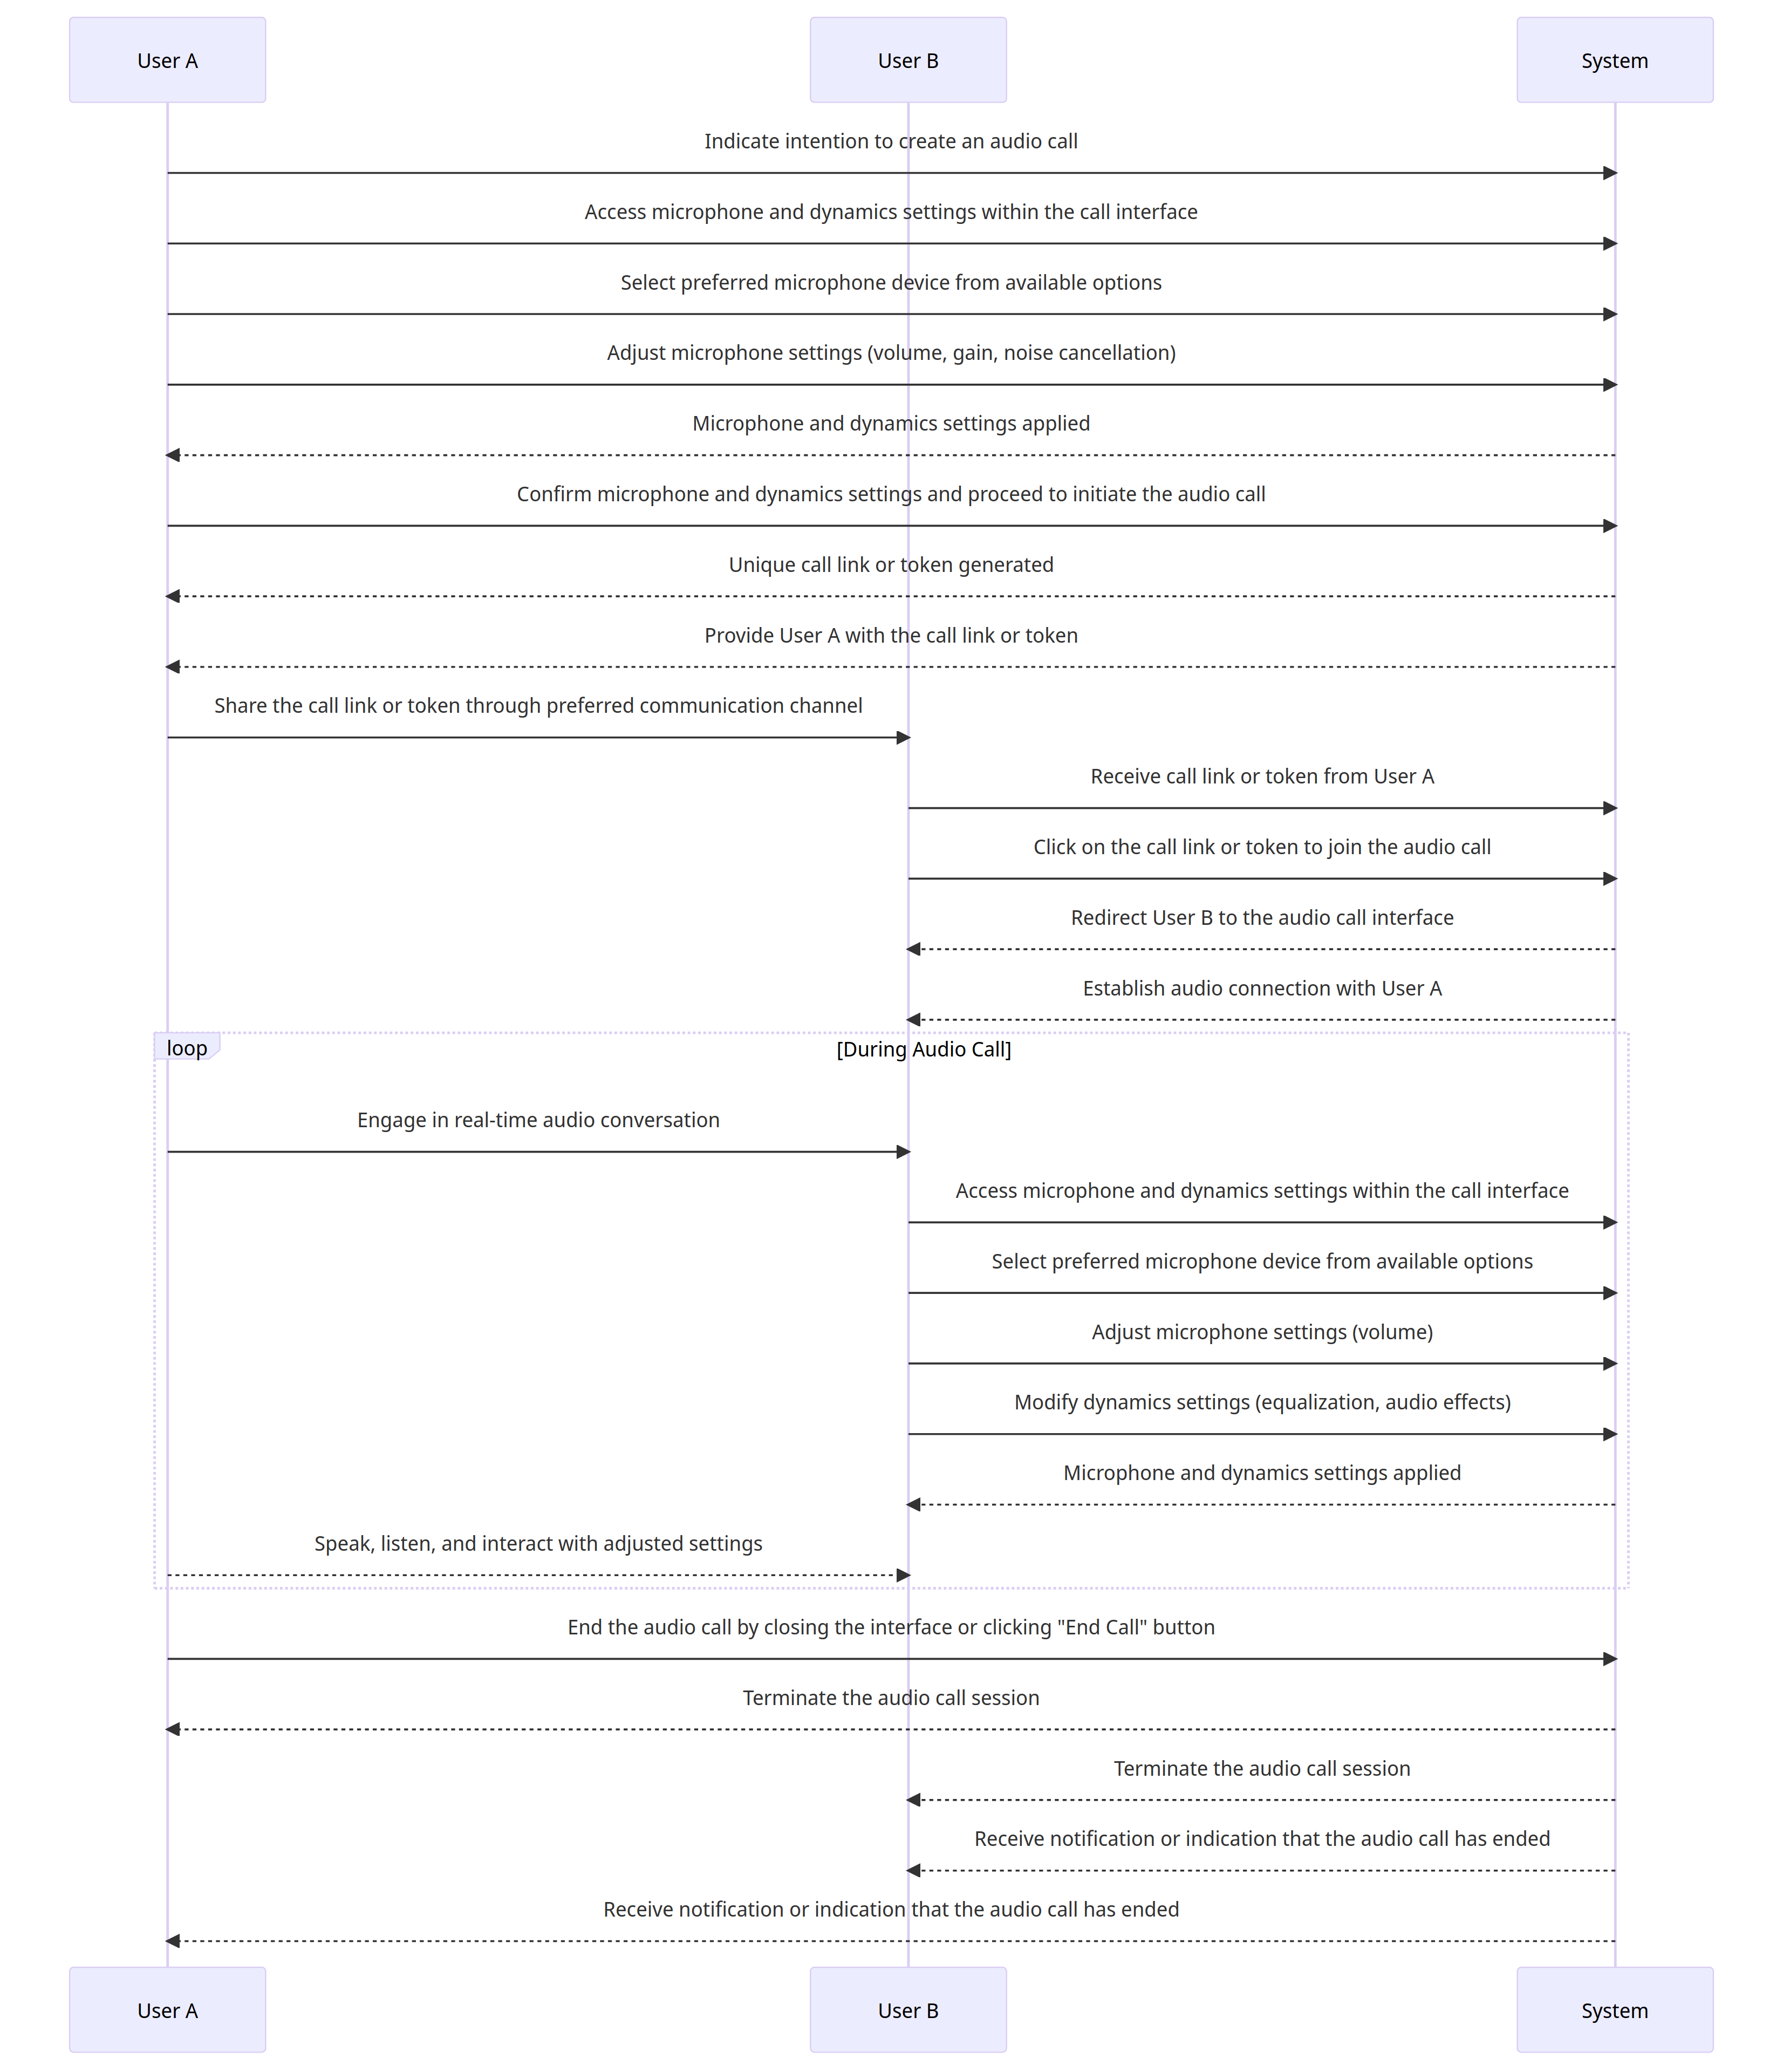 User A
User B
System
Indicate intention to create an audio call
Access microphone and dynamics settings within the call interface
Select preferred microphone device from available options
Adjust microphone settings (volume, gain, noise cancellation)
Microphone and dynamics settings applied
Confirm microphone and dynamics settings and proceed to initiate the audio call
Unique call link or token generated
Provide User A with the call link or token
Share the call link or token through preferred communication channel
Receive call link or token from User A
Click on the call link or token to join the audio call
Redirect User B to the audio call interface
Establish audio connection with User A
loop
[During Audio Call]
Engage in real-time audio conversation
Access microphone and dynamics settings within the call interface
Select preferred microphone device from available options
Adjust microphone settings (volume)
Modify dynamics settings (equalization, audio effects)
Microphone and dynamics settings applied
Speak, listen, and interact with adjusted settings
End the audio call by closing the interface or clicking "End Call" button
Terminate the audio call session
Terminate the audio call session
Receive notification or indication that the audio call has ended
Receive notification or indication that the audio call has ended
User A
User B
System